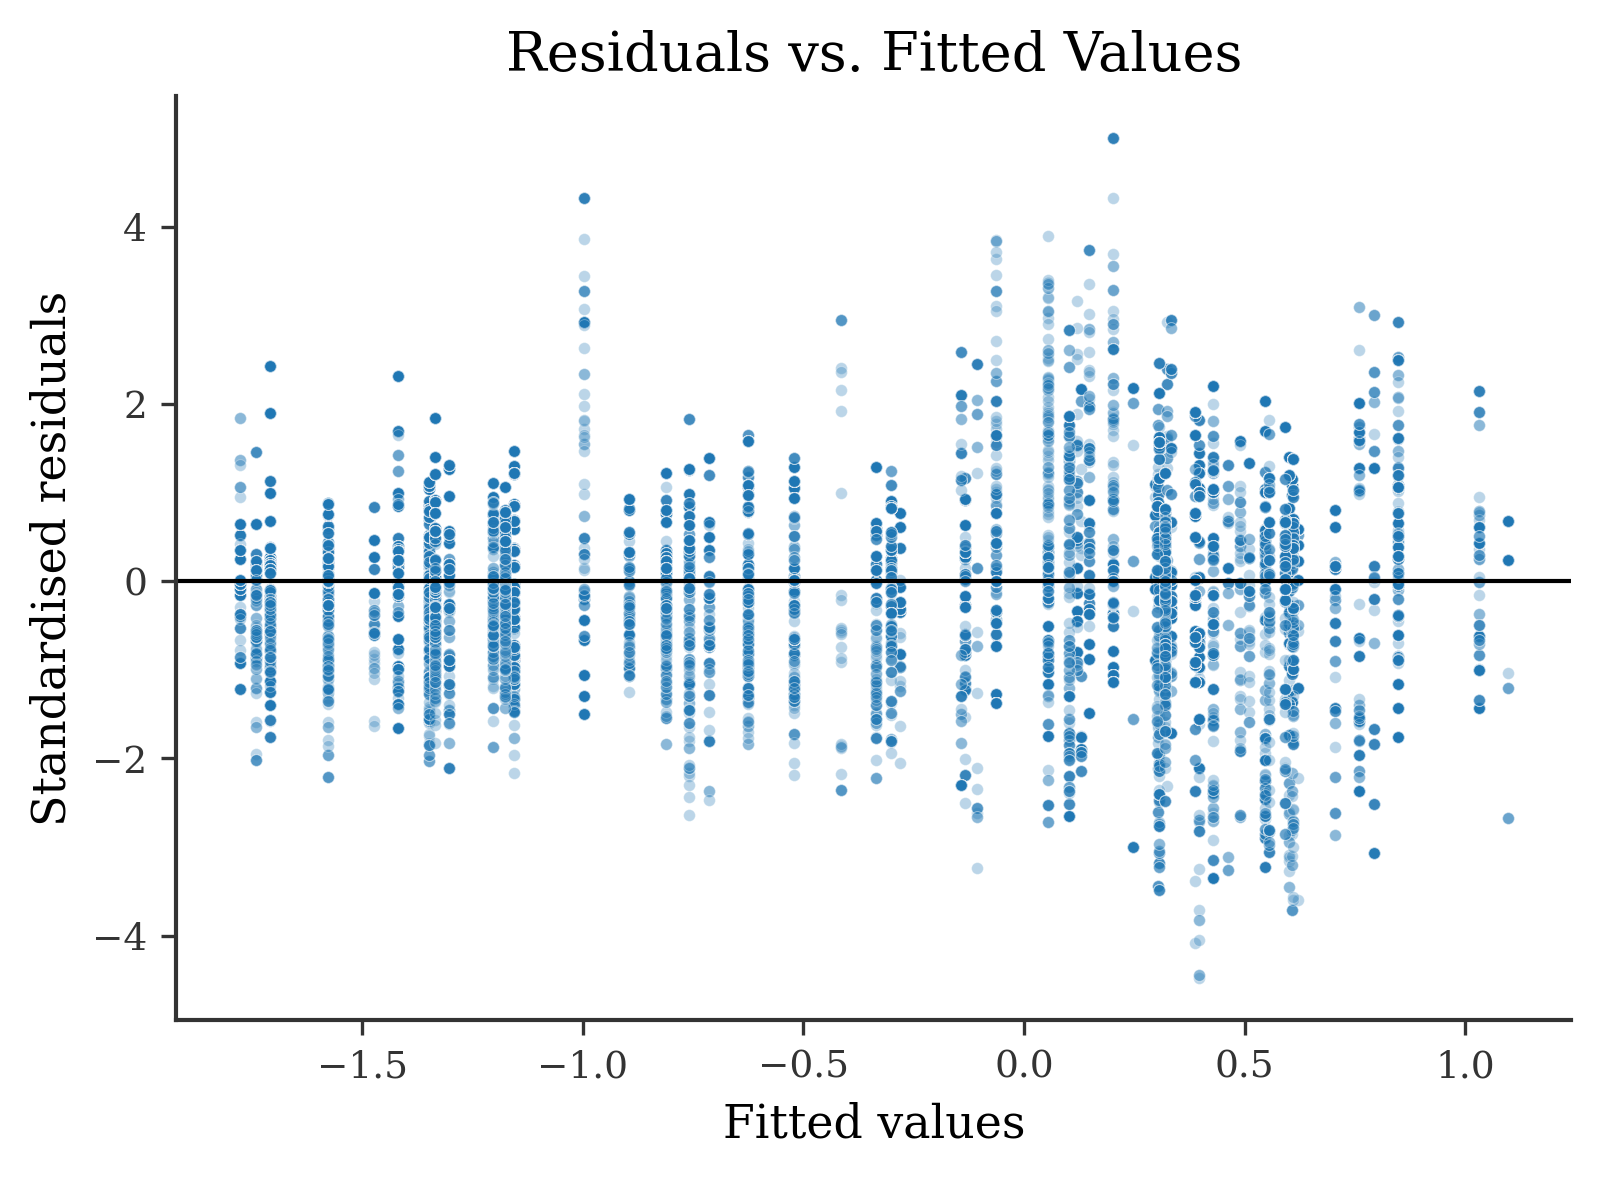 Residuals vs. Fitted Values
Standardised residuals
4
2
0
−2
−4
−1.5 −1.0 −0.5 0.0 0.5 1.0
Fitted values